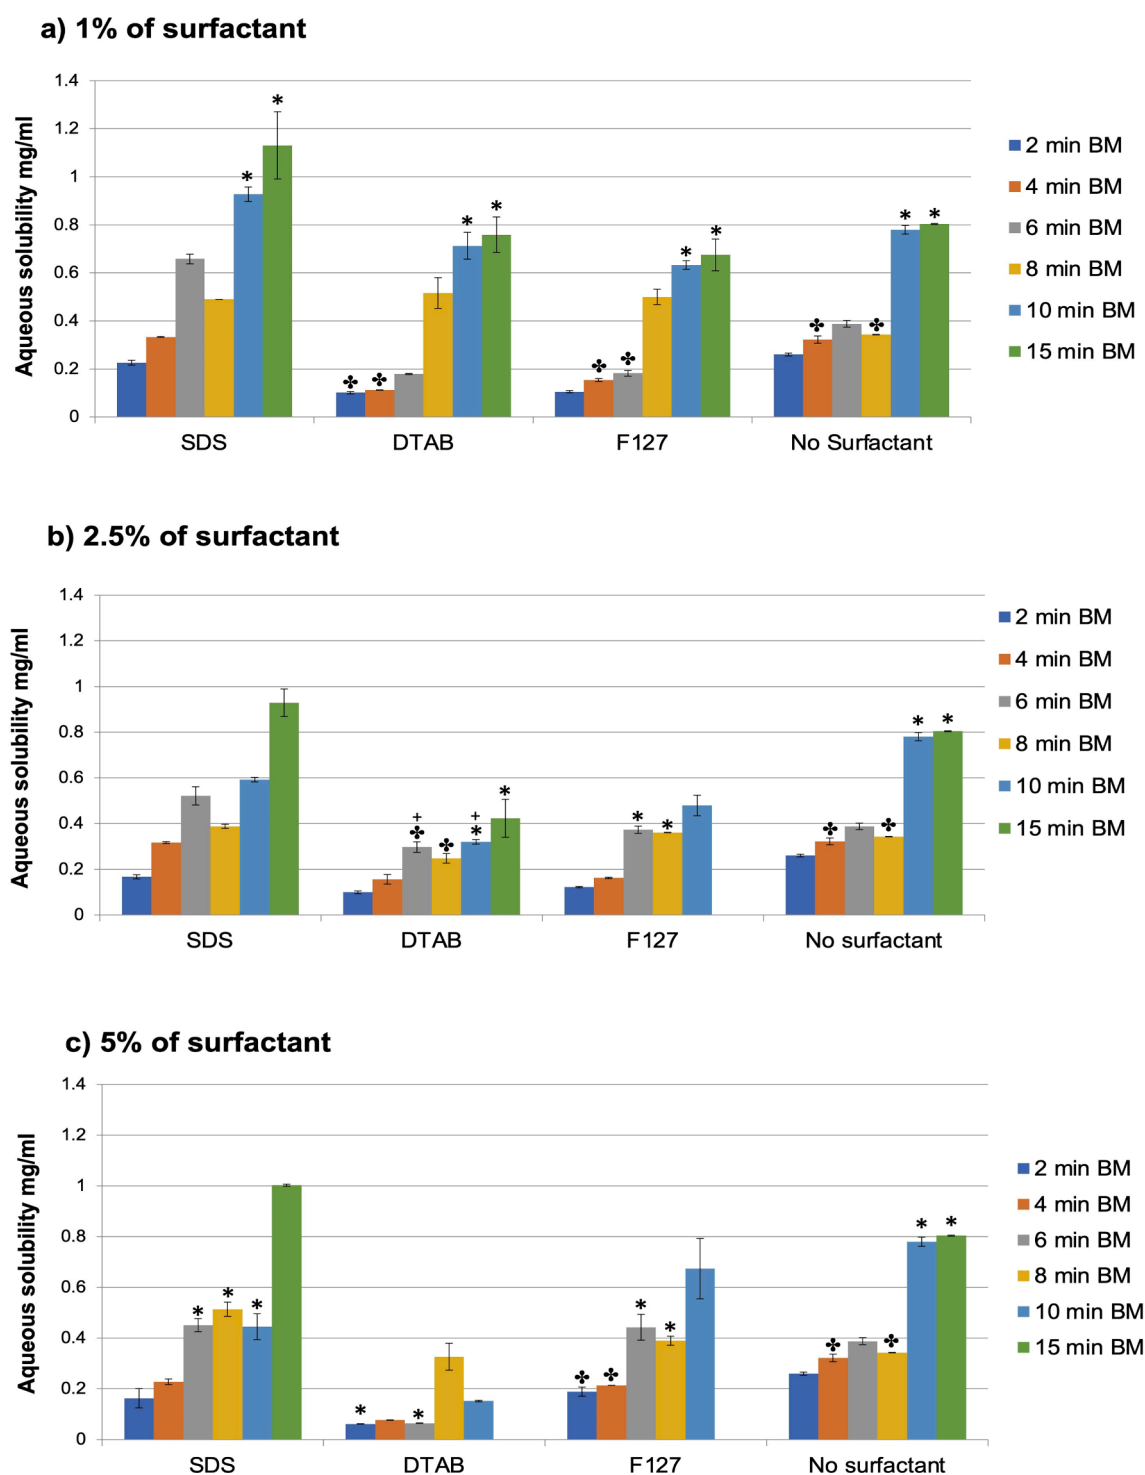 a) 1% of surfactant
Aqueous solubility mg/ml
1.4
1.2
1
0.8
0.6
0.4
0.2
0
* * * * * * * *
SDS
DTAB
F127
No Surfactant
2 min BM
4 min BM
6 min BM
8 min BM
10 min BM
15 min BM
b) 2.5% of surfactant
Aqueous solubility mg/ml
1.4
1.2
1
0.8
0.6
0.4
0.2
0
+ + * * * * * *
SDS
DTAB
F127
No surfactant
2 min BM
4 min BM
6 min BM
8 min BM
10 min BM
15 min BM
c) 5% of surfactant
Aqueous solubility mg/ml
1.4
1.2
1
0.8
0.6
0.4
0.2
0
* * * * * * * * *
SDS
DTAB
F127
No surfactant
2 min BM
4 min BM
6 min BM
8 min BM
10 min BM
15 min BM